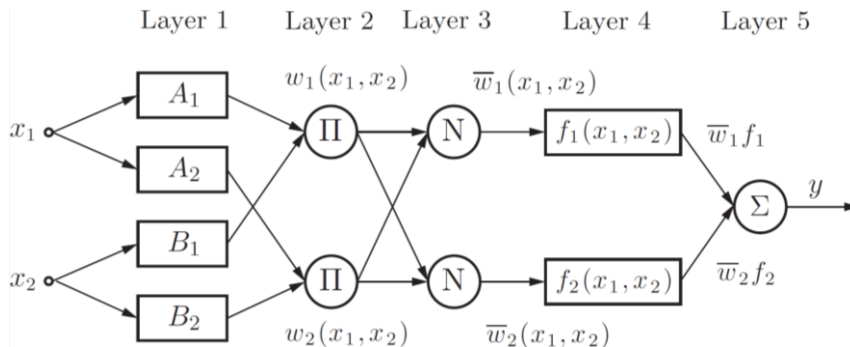 Layer 1 Layer 2 Layer 3 Layer 4 Layer 5
w₁(x₁, x₂) w̅₁(x₁, x₂)
A₁
x₁ Π N f₁(x₁, x₂) w̅₁f₁
A₂
Σ y
B₁
x₂ Π N f₂(x₁, x₂) w̅₂f₂
B₂
w₂(x₁, x₂) w̅₂(x₁, x₂)